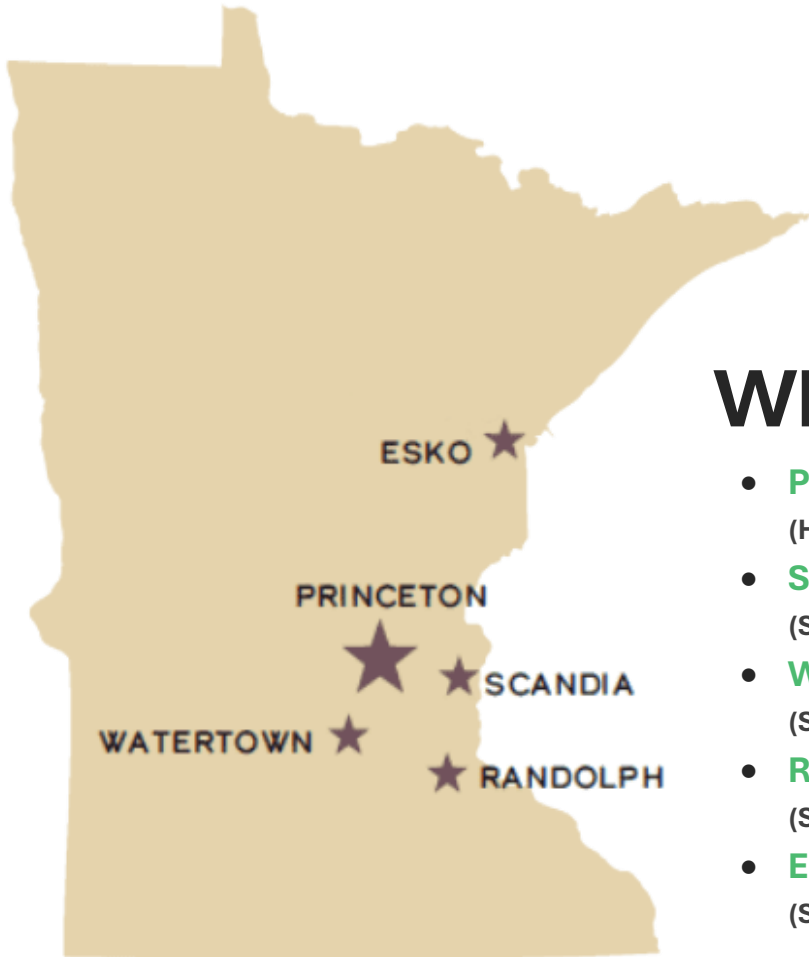 ESKO
PRINCETON
SCANDIA
WATERTOWN
RANDOLPH
• P
(H
• S
(S
• W
(S
• R
(S
• E
(S